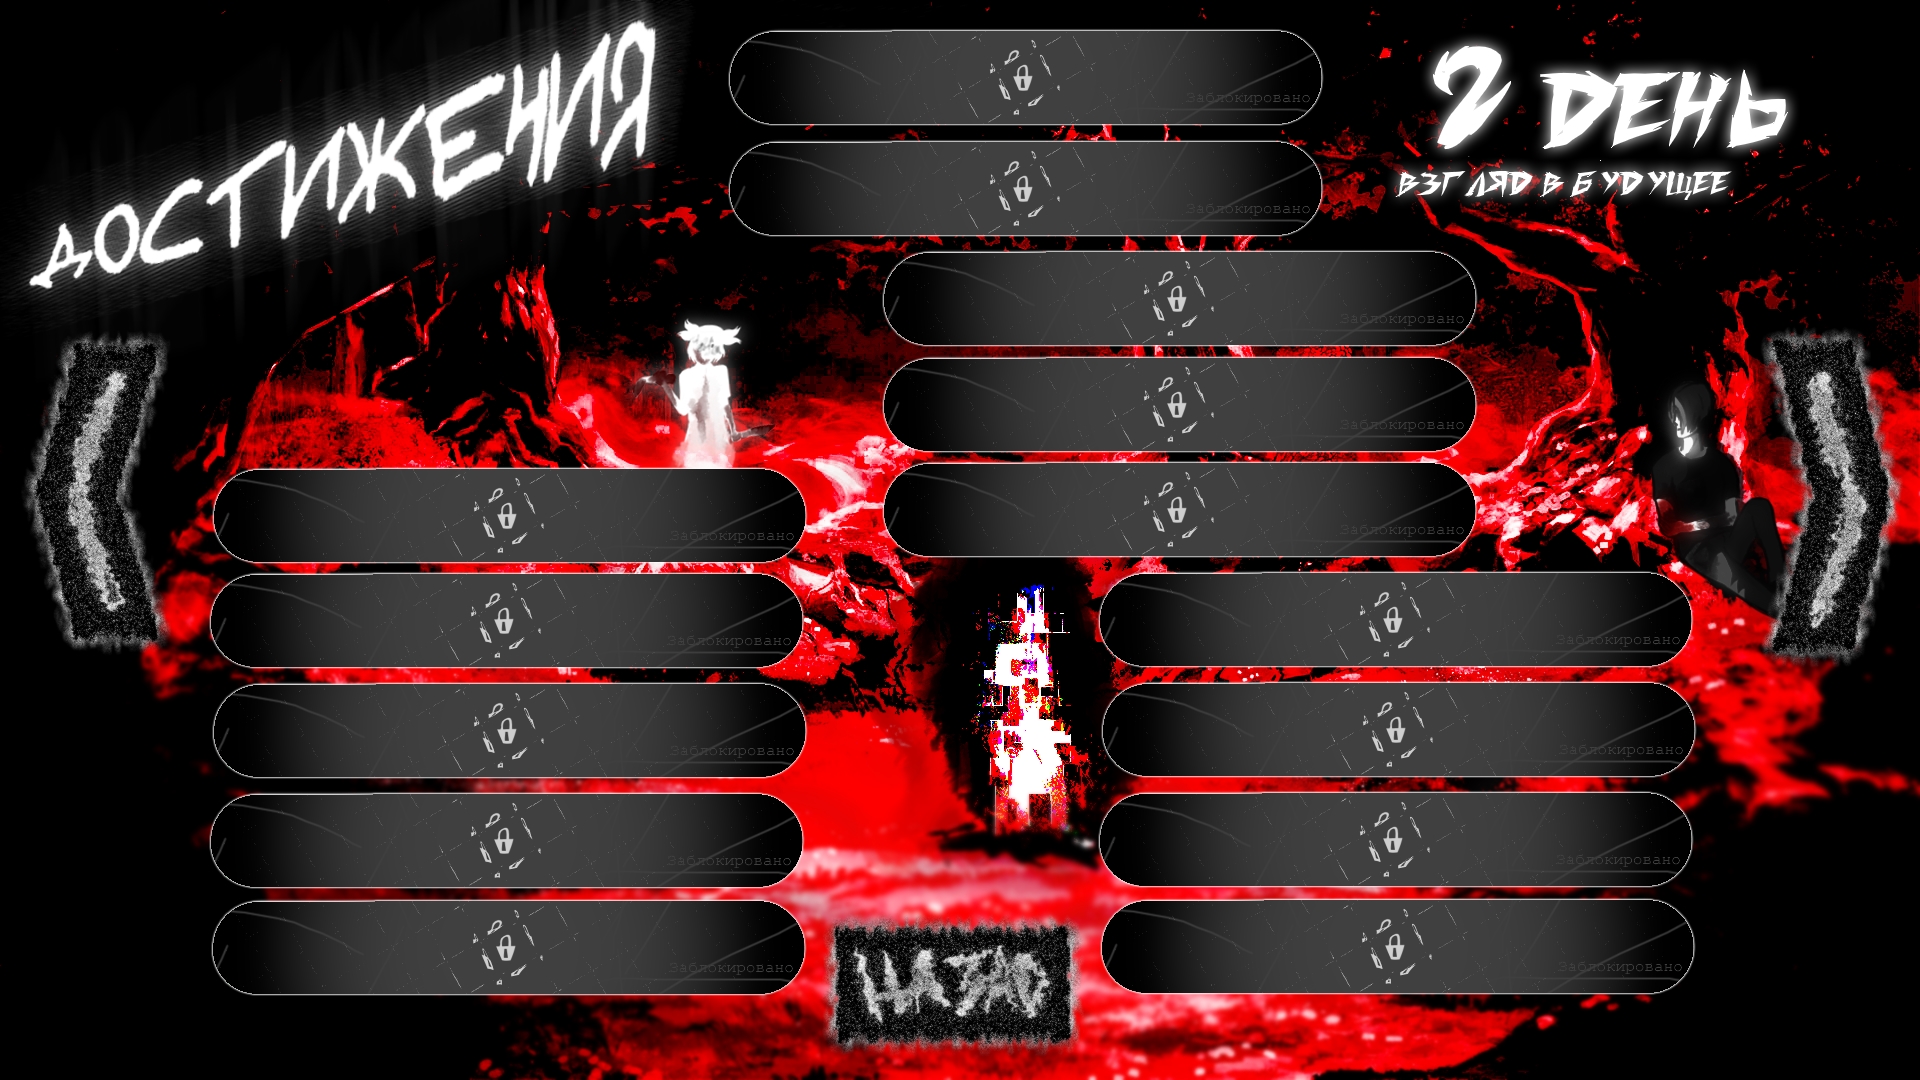 ДОСТИЖЕНИЯ
2 ДЕНЬ
ВЗГЛЯД В БУДУЩЕЕ
Заблокировано
Заблокировано
Заблокировано
Заблокировано
Заблокировано
Заблокировано
Заблокировано
Заблокировано
Заблокировано
Заблокировано
Заблокировано
Заблокировано
Заблокировано
Заблокировано
НАЗАД